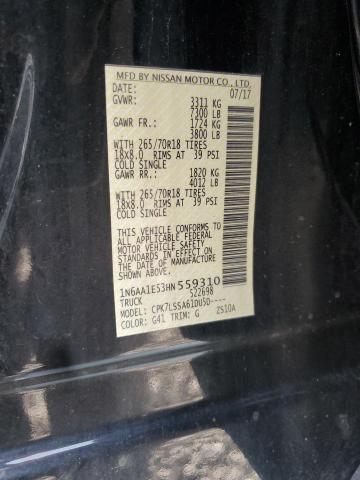 MFD BY NISSAN MOTOR CO., LTD.
DATE: 07/17
GVWR: 3311 KG
7300 LB
GAWR FR.: 1724 KG
3800 LB
WITH 265/70R18 TIRES
18x8.0 RIMS AT 39 PSI
COLD SINGLE
GAWR RR.: 1820 KG
4012 LB
WITH 265/70R18 TIRES
18x8.0 RIMS AT 39 PSI
COLD SINGLE
THIS VEHICLE CONFORMS TO ALL
APPLICABLE FEDERAL MOTOR
VEHICLE SAFETY STANDARDS IN
EFFECT ON THE DATE OF
MANUFACTURE SHOWN ABOVE.
1N6AA1E53HN559310
TRUCK 522698
MODEL: CPK7LS5A61DU5D----
COLOR: G41 TRIM: G ZS10A